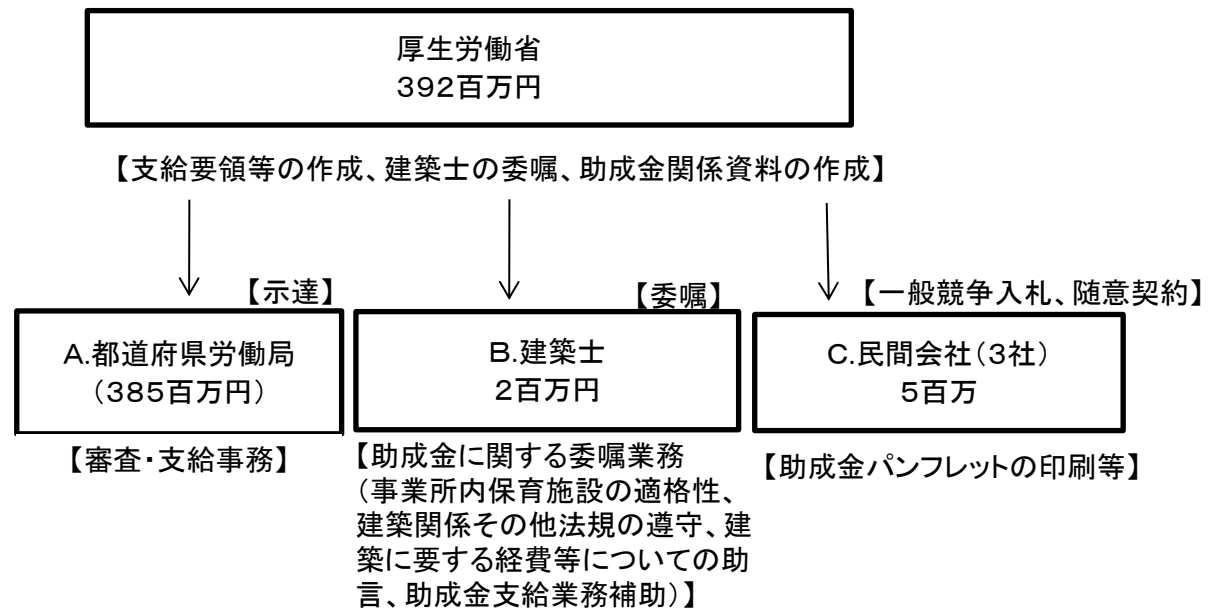 厚生労働省
392百万円
【支給要領等の作成、建築士の委嘱、助成金関係資料の作成】
【示達】
【委嘱】
【一般競争入札、随意契約】
A.都道府県労働局
（385百万円）
B.建築士
2百万円
C.民間会社（3社）
5百万
【審査・支給事務】
【助成金に関する委嘱業務
（事業所内保育施設の適格性、
建築関係その他法規の遵守、建
築に要する経費等についての助
言、助成金支給業務補助）】
【助成金パンフレットの印刷等】